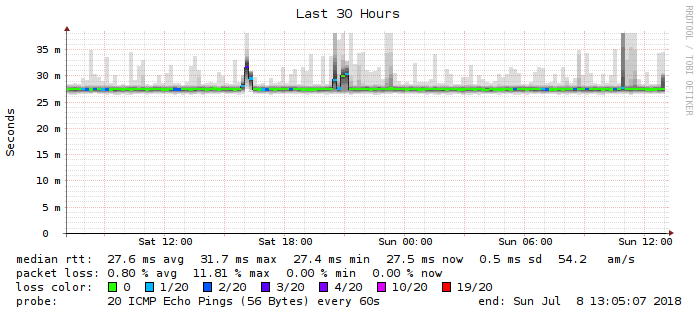 Last 30 Hours
RRDTOOL / TOBI OETIKER
Seconds
35 m
30 m
25 m
20 m
15 m
10 m
5 m
0
Sat 12:00 Sat 18:00 Sun 00:00 Sun 06:00 Sun 12:00
median rtt: 27.6 ms avg 31.7 ms max 27.4 ms min 27.5 ms now 0.5 ms sd 54.2 am/s
packet loss: 0.80 % avg 11.81 % max 0.00 % min 0.00 % now
loss color: 0 1/20 2/20 3/20 4/20 10/20 19/20
probe: 20 ICMP Echo Pings (56 Bytes) every 60s end: Sun Jul 8 13:05:07 2018